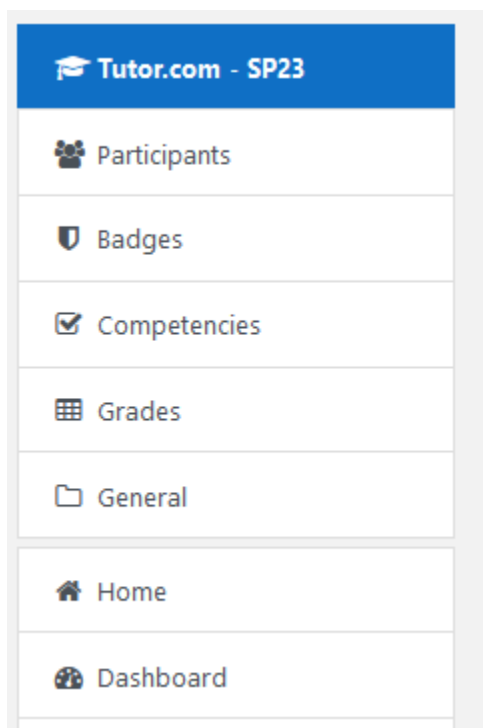 Tutor.com - SP23
Participants
Badges
Competencies
Grades
General
Home
Dashboard